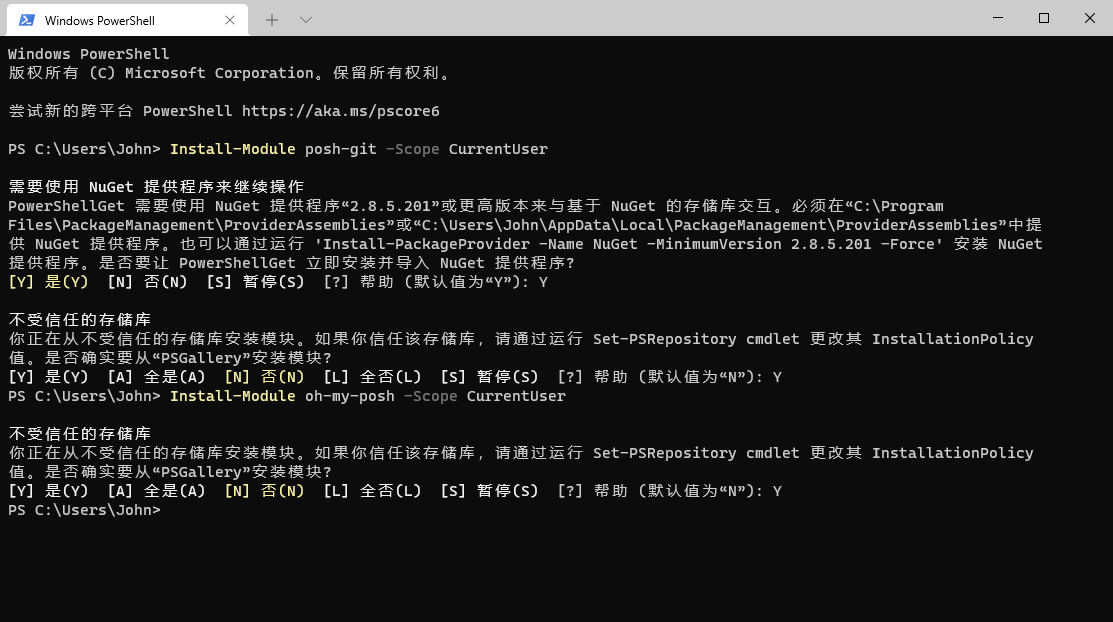 Windows PowerShell
Windows PowerShell
版权所有 (C) Microsoft Corporation。保留所有权利。
尝试新的跨平台 PowerShell https://aka.ms/pscore6
PS C:\Users\John> Install-Module posh-git -Scope CurrentUser
需要使用 NuGet 提供程序来继续操作
PowerShellGet 需要使用 NuGet 提供程序“2.8.5.201”或更高版本来与基于 NuGet 的存储库交互。必须在“C:\Program
Files\PackageManagement\ProviderAssemblies”或“C:\Users\John\AppData\Local\PackageManagement\ProviderAssemblies”中提
供 NuGet 提供程序。也可以通过运行 'Install-PackageProvider -Name NuGet -MinimumVersion 2.8.5.201 -Force' 安装 NuGet
提供程序。是否要让 PowerShellGet 立即安装并导入 NuGet 提供程序?
[Y] 是(Y)  [N] 否(N)  [S] 暂停(S)  [?] 帮助 (默认值为“Y”): Y
不受信任的存储库
你正在从不受信任的存储库安装模块。如果你信任该存储库，请通过运行 Set-PSRepository cmdlet 更改其 InstallationPolicy
值。是否确实要从“PSGallery”安装模块?
[Y] 是(Y)  [A] 全是(A)  [N] 否(N)  [L] 全否(L)  [S] 暂停(S)  [?] 帮助 (默认值为“N”): Y
PS C:\Users\John> Install-Module oh-my-posh -Scope CurrentUser
不受信任的存储库
你正在从不受信任的存储库安装模块。如果你信任该存储库，请通过运行 Set-PSRepository cmdlet 更改其 InstallationPolicy
值。是否确实要从“PSGallery”安装模块?
[Y] 是(Y)  [A] 全是(A)  [N] 否(N)  [L] 全否(L)  [S] 暂停(S)  [?] 帮助 (默认值为“N”): Y
PS C:\Users\John>